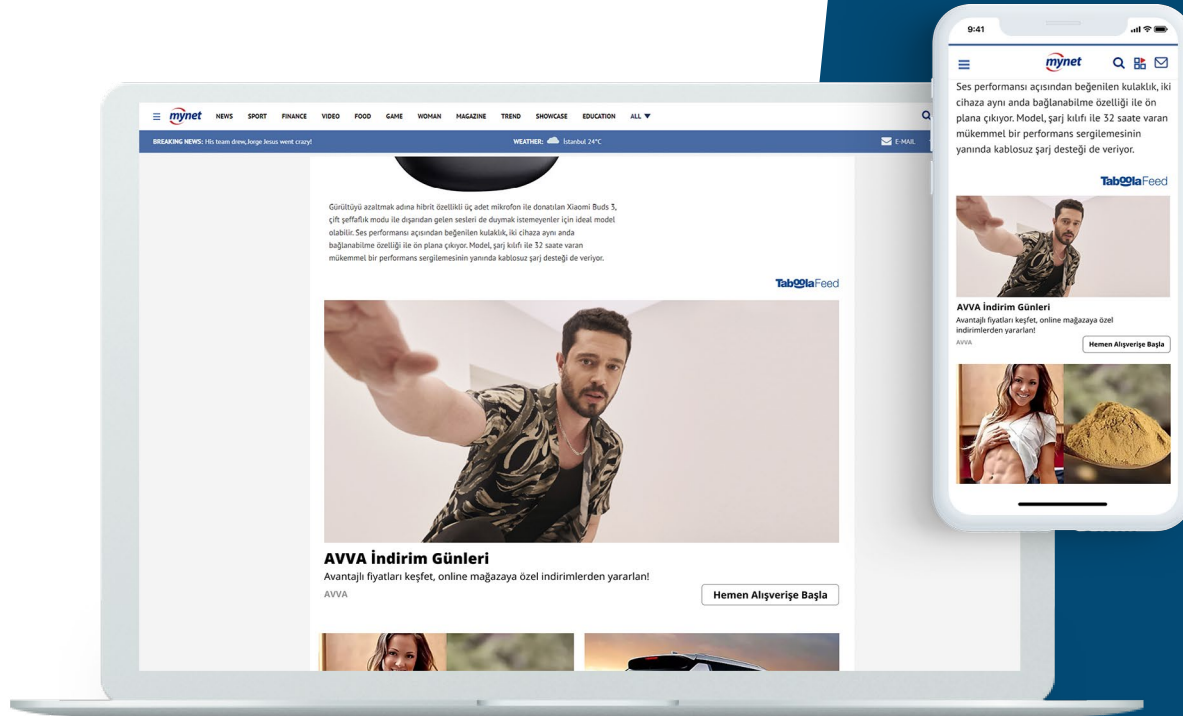 mynet
NEWS SPORT FINANCE VIDEO FOOD GAME WOMAN MAGAZINE TREND SHOWCASE EDUCATION ALL ▼
BREAKING NEWS: His team drew, Jorge Jesus went crazy!
WEATHER: İstanbul 24°C
E-MAIL
Gürültüyü azaltmak adına hibrit özellikli üç adet mikrofon ile donatılan Xiaomi Buds 3,
çift şeffaflık modu ile dışarıdan gelen sesleri de duymak istemeyenler için ideal model
olabilir. Ses performansı açısından beğenilen kulaklık, iki cihaza aynı anda
bağlanabilme özelliği ile ön plana çıkıyor. Model, şarj kılıfı ile 32 saate varan
mükemmel bir performans sergilemesinin yanında kablosuz şarj desteği de veriyor.
Taboola Feed
AVVA İndirim Günleri
Avantajlı fiyatları keşfet, online mağazaya özel indirimlerden yararlan!
AVVA
Hemen Alışverişe Başla
9:41
mynet
Ses performansı açısından beğenilen kulaklık, iki
cihaza aynı anda bağlanabilme özelliği ile ön
plana çıkıyor. Model, şarj kılıfı ile 32 saate varan
mükemmel bir performans sergilemesinin
yanında kablosuz şarj desteği de veriyor.
Taboola Feed
AVVA İndirim Günleri
Avantajlı fiyatları keşfet, online mağazaya özel
indirimlerden yararlan!
AVVA
Hemen Alışverişe Başla